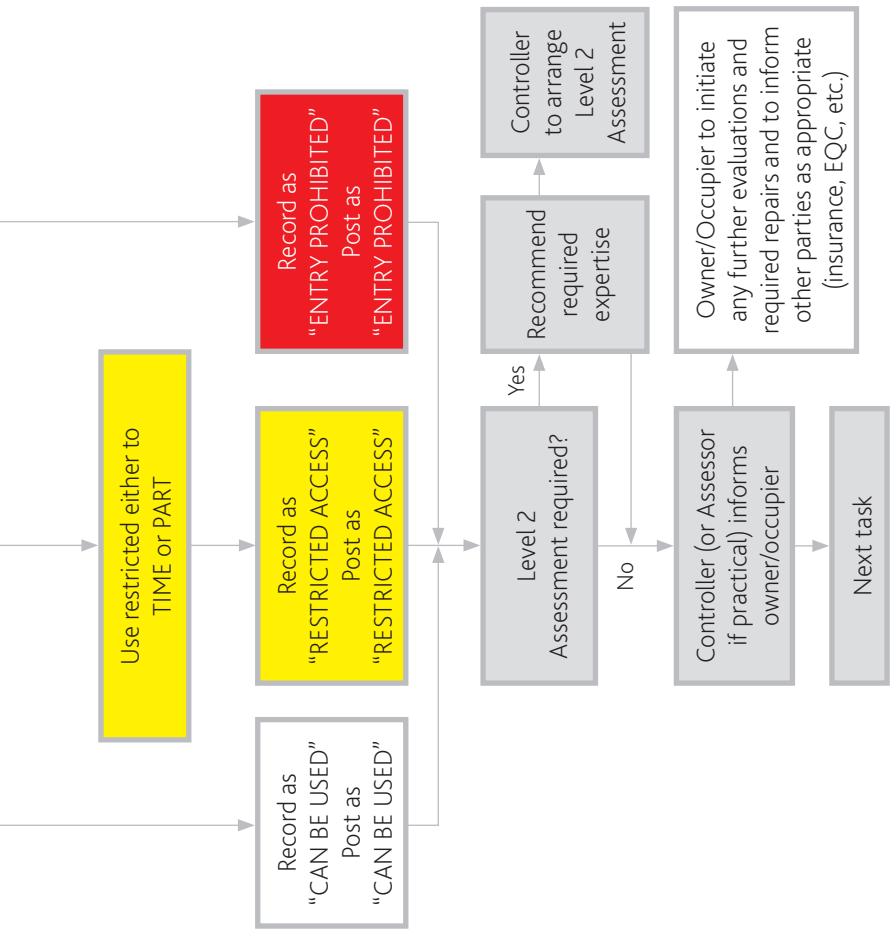 Use restricted either to
TIME or PART
Record as
“CAN BE USED”
Post as
“CAN BE USED”
Record as
“RESTRICTED ACCESS”
Post as
“RESTRICTED ACCESS”
Record as
“ENTRY PROHIBITED”
Post as
“ENTRY PROHIBITED”
Level 2
Assessment required?
Yes
Recommend
required
expertise
Controller
to arrange
Level 2
Assessment
No
Controller (or Assessor
if practical) informs
owner/occupier
Owner/Occupier to initiate
any further evaluations and
required repairs and to inform
other parties as appropriate
(insurance, EQC, etc.)
Next task